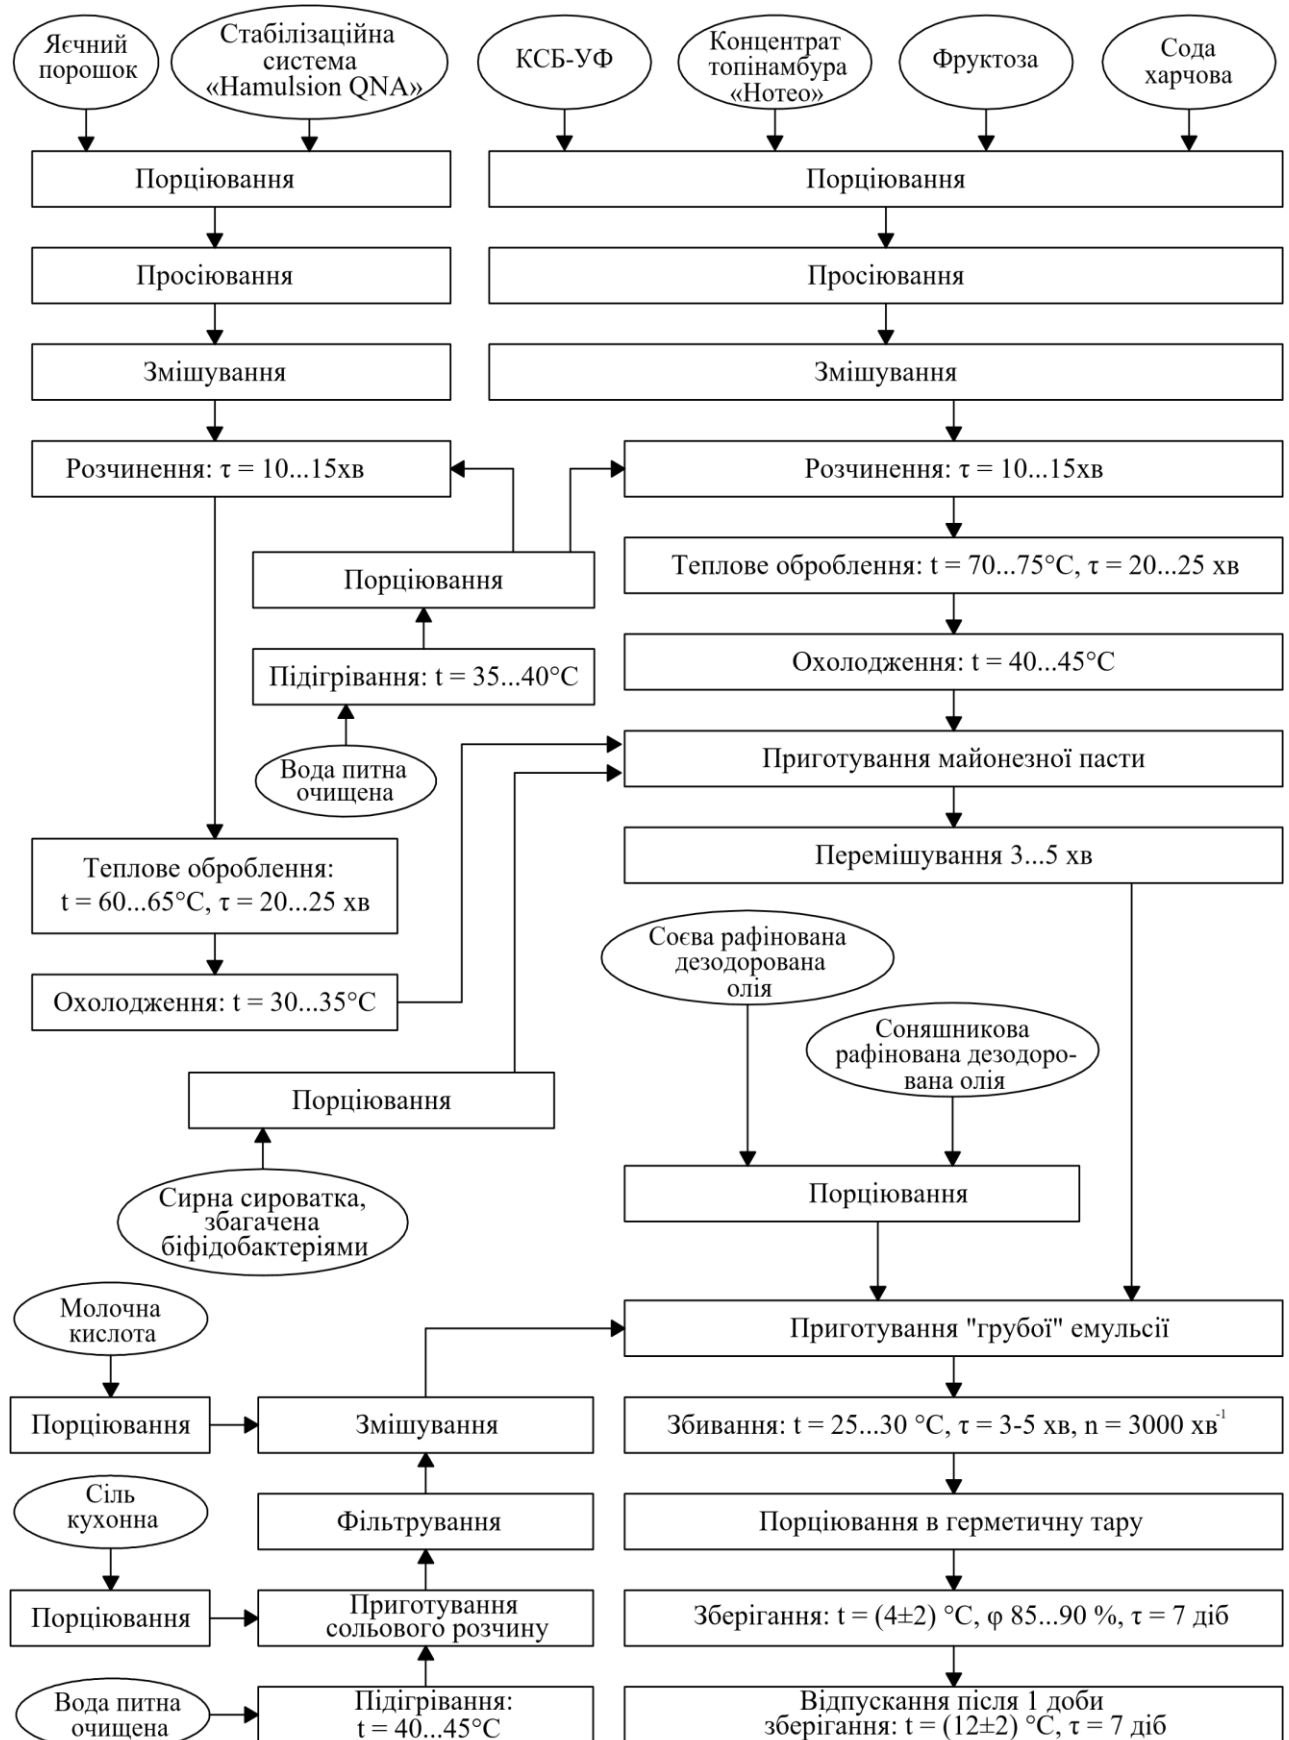 Яєчний
порошок
Стабілізаційна
система
«Hamulsion QNA»
КСБ-УФ
Концентрат
топінамбура
«Нотео»
Фруктоза
Сода
харчова
Порціювання
Порціювання
Просіювання
Просіювання
Змішування
Змішування
Розчинення: τ = 10...15хв
Розчинення: τ = 10...15хв
Теплове оброблення: t = 70...75°C, τ = 20...25 хв
Порціювання
Охолодження: t = 40...45°C
Підігрівання: t = 35...40°C
Вода питна
очищена
Приготування майонезної пасти
Перемішування 3...5 хв
Теплове оброблення:
t = 60...65°C, τ = 20...25 хв
Охолодження: t = 30...35°C
Соєва рафінована
дезодорована
олія
Соняшникова
рафінована дезодоро-
вана олія
Порціювання
Сирна сироватка,
збагачена
біфідобактеріями
Порціювання
Молочна
кислота
Приготування "грубої" емульсії
Порціювання
Змішування
Збивання: t = 25...30 °C, τ = 3-5 хв, n = 3000 хв⁻¹
Сіль
кухонна
Фільтрування
Порціювання в герметичну тару
Порціювання
Приготування
сольового розчину
Зберігання: t = (4±2) °C, φ 85...90 %, τ = 7 діб
Вода питна
очищена
Підігрівання:
t = 40...45°C
Відпускання після 1 доби
зберігання: t = (12±2) °C, τ = 7 діб